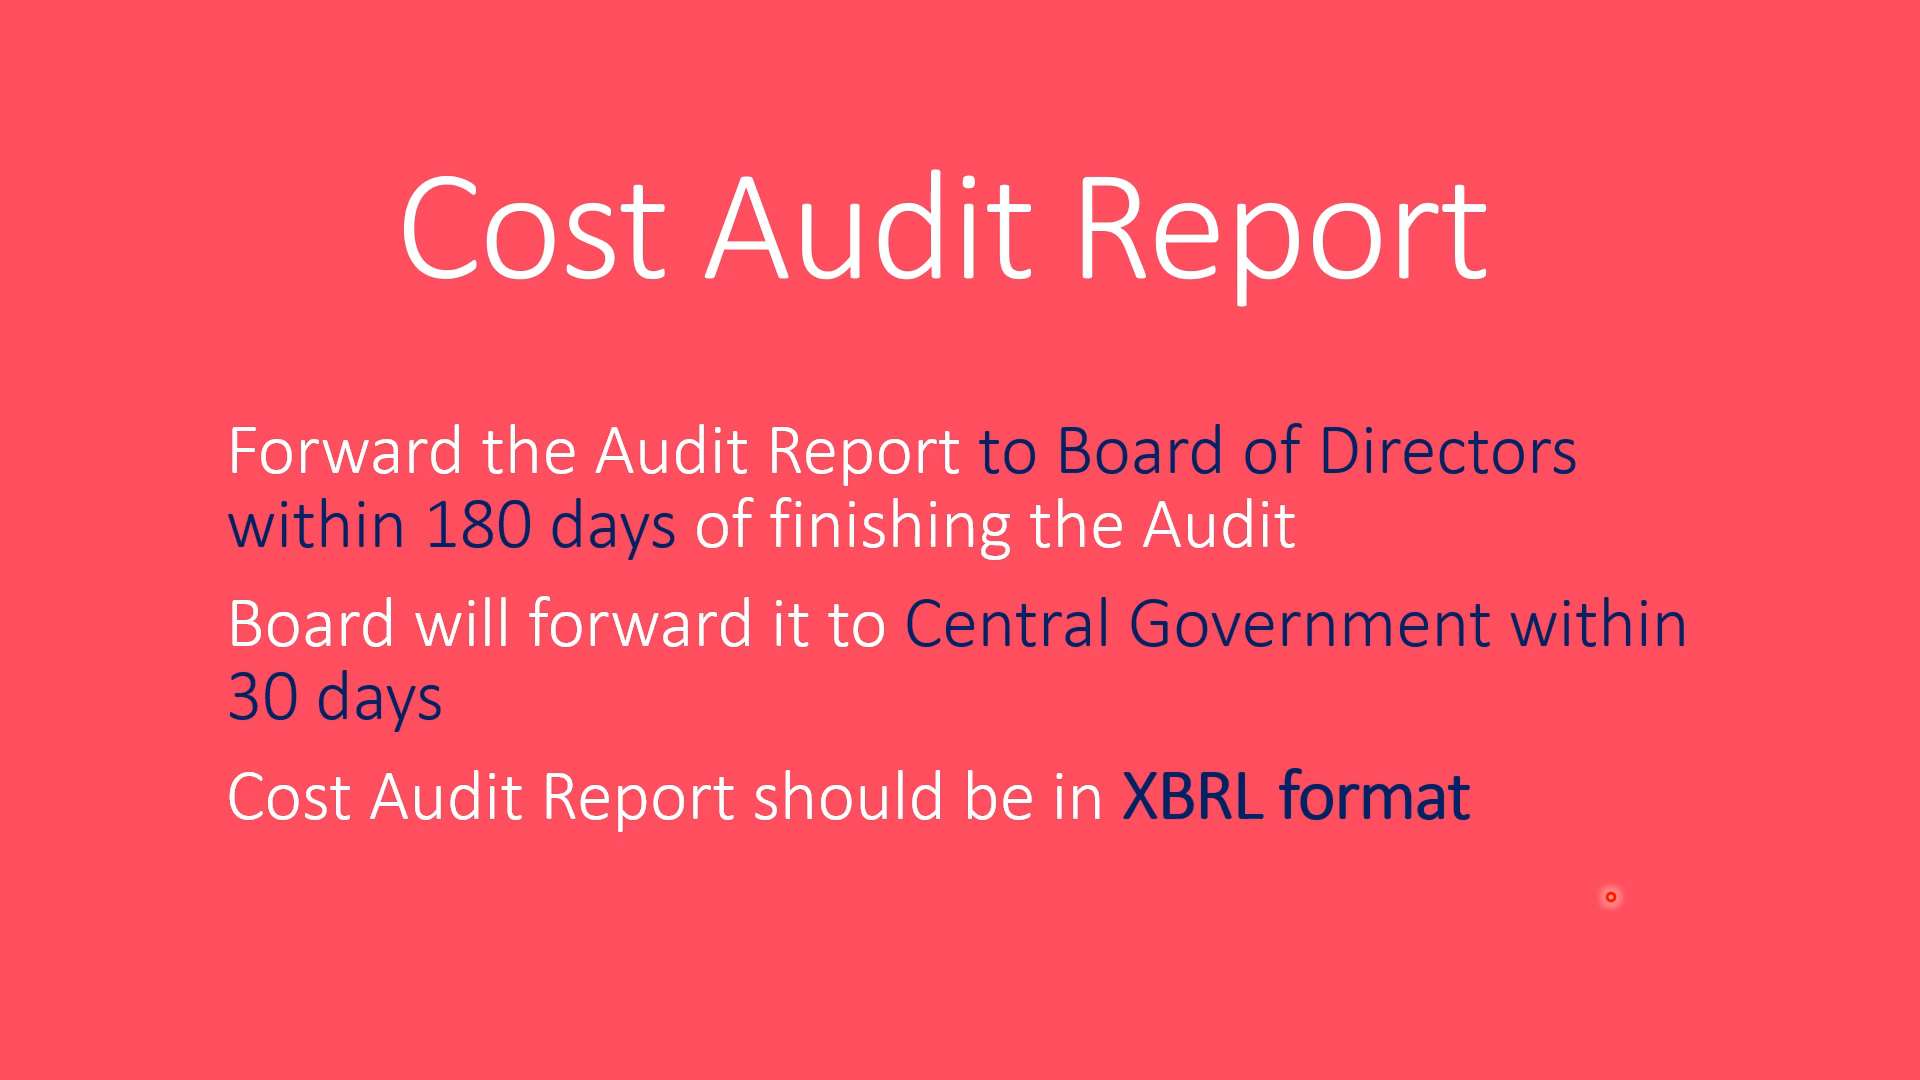 Cost Audit Report
Forward the Audit Report to Board of Directors
within 180 days of finishing the Audit
Board will forward it to Central Government within
30 days
Cost Audit Report should be in XBRL format